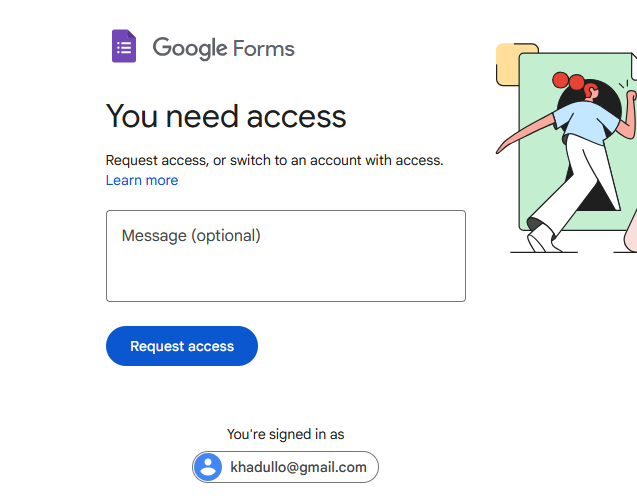 Google Forms
You need access
Request access, or switch to an account with access.
Learn more
Message (optional)
Request access
You're signed in as
khadullo@gmail.com